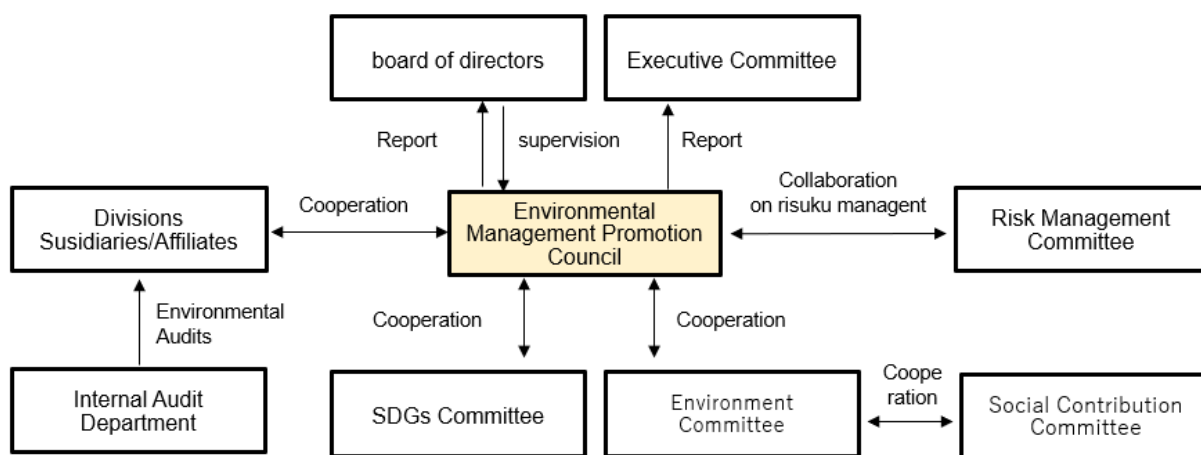 board of directors
Executive Committee
Report
supervision
Report
Divisions
Susidiaries/Affiliates
Cooperation
Environmental
Management Promotion
Council
Collaboration
on risuku managent
Risk Management
Committee
Environmental
Audits
Cooperation
Cooperation
Internal Audit
Department
SDGs Committee
Environment
Committee
Coope
ration
Social Contribution
Committee